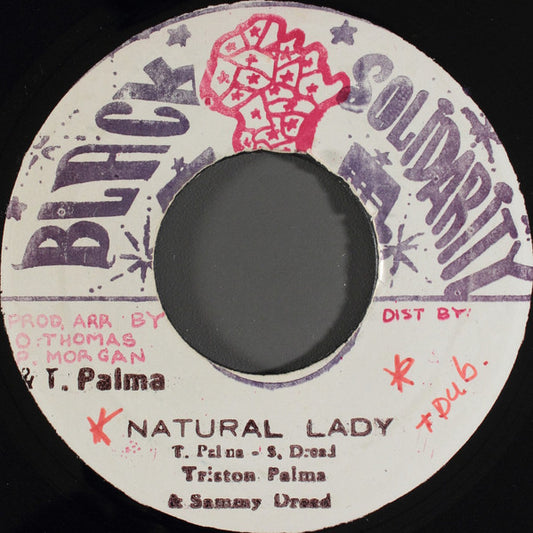 BLACK SOLIDARITY
PROD, ARR BY
O THOMAS
P. MORGAN
& T. Palma
DIST BY:
+ Dub.
NATURAL LADY
T. Palma - S. Dread
Triston Palma
& Sammy Dread